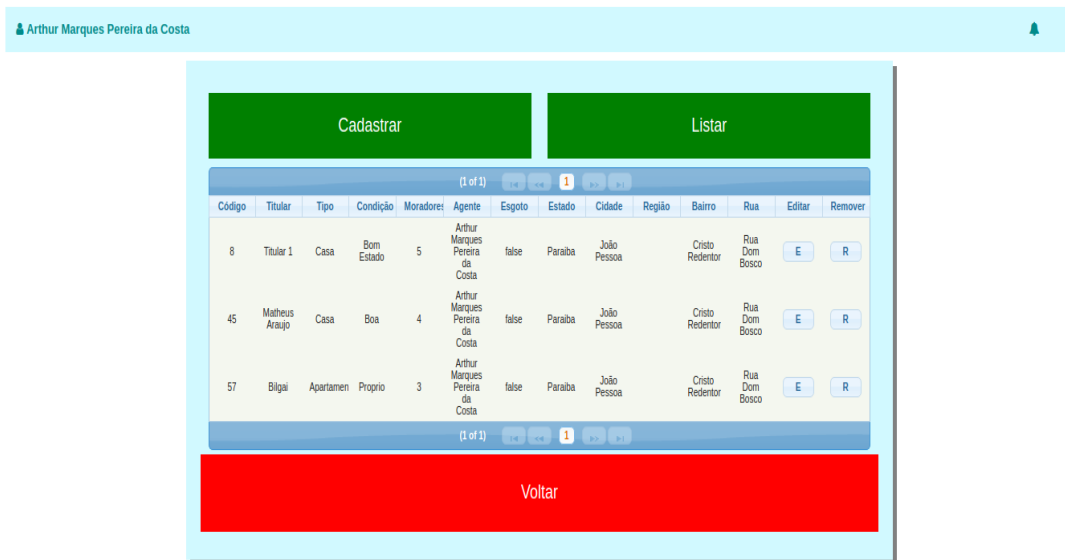 Arthur Marques Pereira da Costa
Cadastrar Listar
(1 of 1) 1
Código Titular Tipo Condição Moradores Agente Esgoto Estado Cidade Região Bairro Rua Editar Remover
8 Titular 1 Casa Bom Estado 5 Arthur Marques Pereira da Costa false Paraiba João Pessoa Cristo Redentor Rua Dom Bosco E R
45 Matheus Araujo Casa Boa 4 Arthur Marques Pereira da Costa false Paraiba João Pessoa Cristo Redentor Rua Dom Bosco E R
57 Bilgai Apartamen Proprio 3 Arthur Marques Pereira da Costa false Paraiba João Pessoa Cristo Redentor Rua Dom Bosco E R
(1 of 1) 1
Voltar